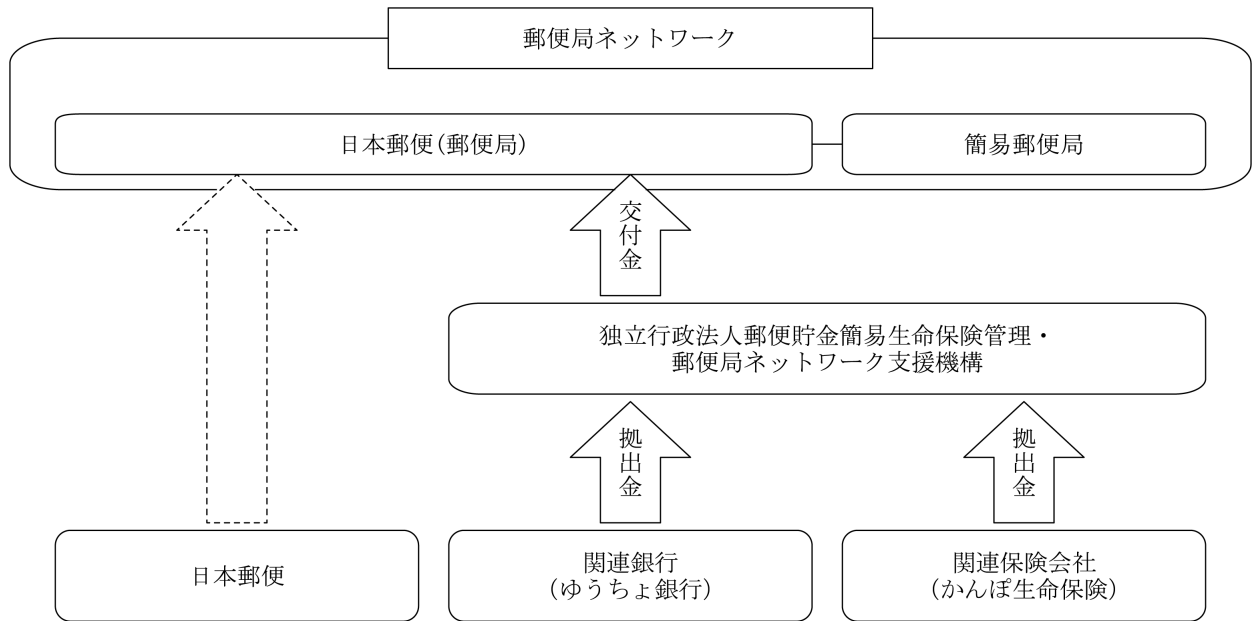 郵便局ネットワーク
日本郵便(郵便局)
簡易郵便局
交付金
独立行政法人郵便貯金簡易生命保険管理・
郵便局ネットワーク支援機構
拠出金
拠出金
日本郵便
関連銀行
(ゆうちょ銀行)
関連保険会社
(かんぽ生命保険)